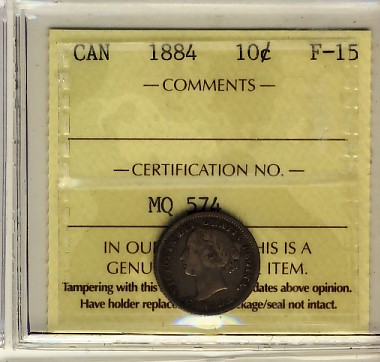 CAN 1884 10¢ F-15
— COMMENTS —
— CERTIFICATION NO. —
MQ 574
IN OU HIS IS A
GENU ITEM.
Tampering with this dates above opinion.
Have holder replac kage/seal not intact.